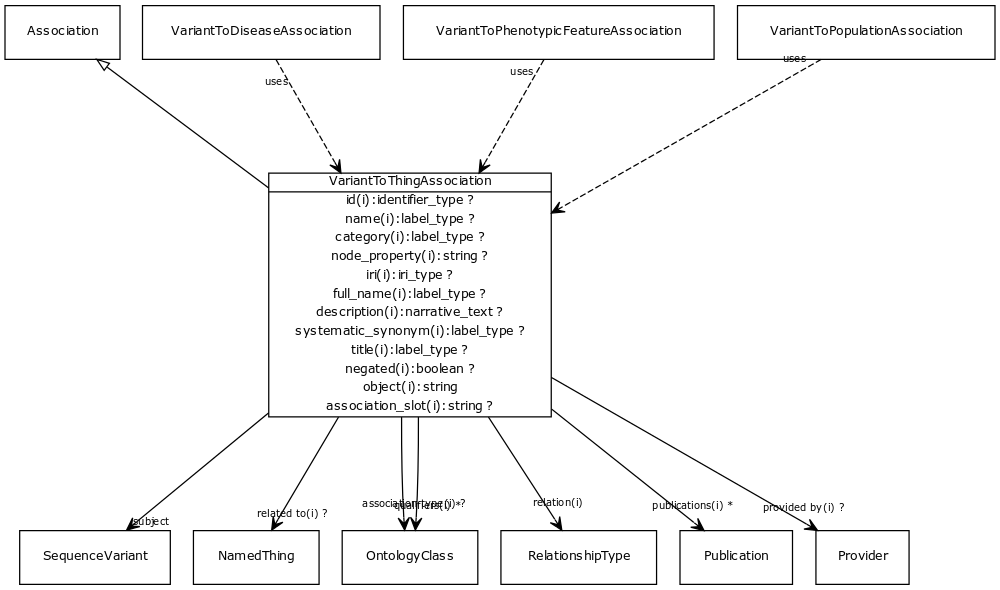 Association
VariantToDiseaseAssociation
VariantToPhenotypicFeatureAssociation
VariantToPopulationAssociation
uses
uses
uses
VariantToThingAssociation
id(i):identifier_type ?
name(i):label_type ?
category(i):label_type ?
node_property(i):string ?
iri(i):iri_type ?
full_name(i):label_type ?
description(i):narrative_text ?
systematic_synonym(i):label_type ?
title(i):label_type ?
negated(i):boolean ?
object(i):string
association_slot(i):string ?
subject
related to(i) ?
association type(i) ?
qualifiers(i) *
relation(i)
publications(i) *
provided by(i) ?
SequenceVariant
NamedThing
OntologyClass
RelationshipType
Publication
Provider